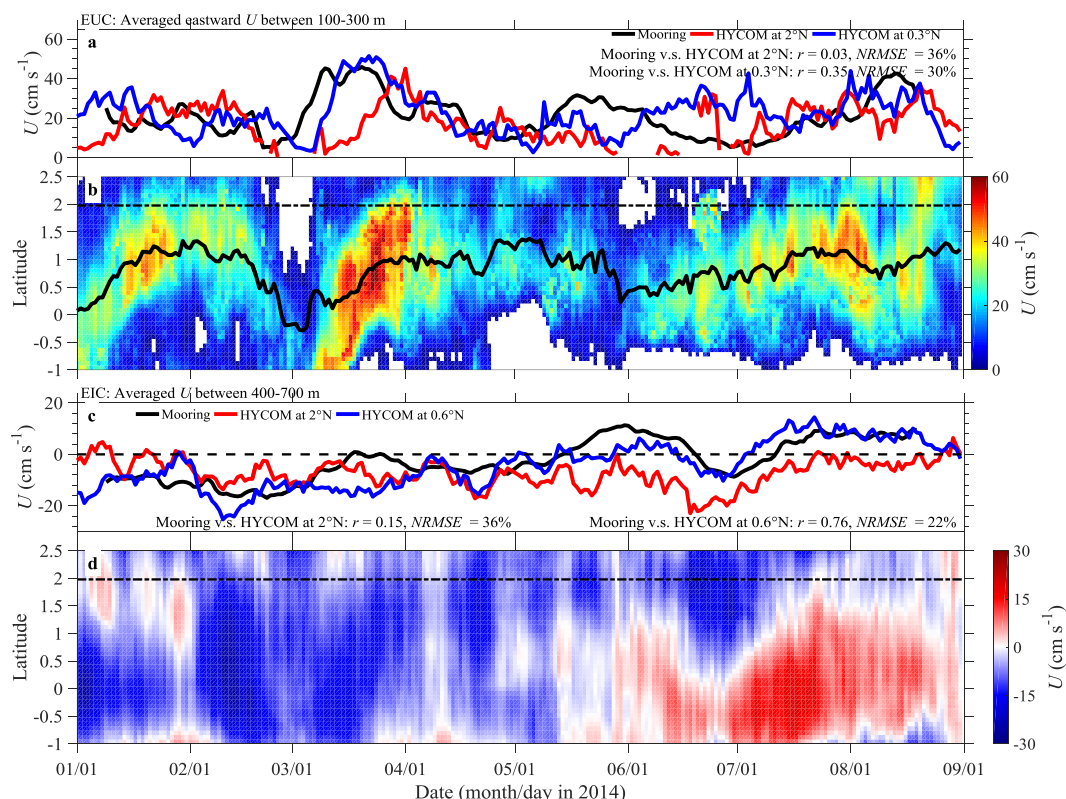 EUC: Averaged eastward U between 100-300 m
a
Mooring HYCOM at 2°N HYCOM at 0.3°N
Mooring v.s. HYCOM at 2°N: r = 0.03, NRMSE = 36%
Mooring v.s. HYCOM at 0.3°N: r = 0.35, NRMSE = 30%
60
40
20
0
U (cm s-1)
b
2.5
2
1.5
1
0.5
0
-0.5
-1
Latitude
60
40
20
0
U (cm s-1)
EIC: Averaged U between 400-700 m
c
Mooring HYCOM at 2°N HYCOM at 0.6°N
20
0
-20
U (cm s-1)
Mooring v.s. HYCOM at 2°N: r = 0.15, NRMSE = 36%
Mooring v.s. HYCOM at 0.6°N: r = 0.76, NRMSE = 22%
d
2.5
2
1.5
1
0.5
0
-0.5
-1
Latitude
30
15
0
-15
-30
U (cm s-1)
01/01 02/01 03/01 04/01 05/01 06/01 07/01 08/01 09/01
Date (month/day in 2014)